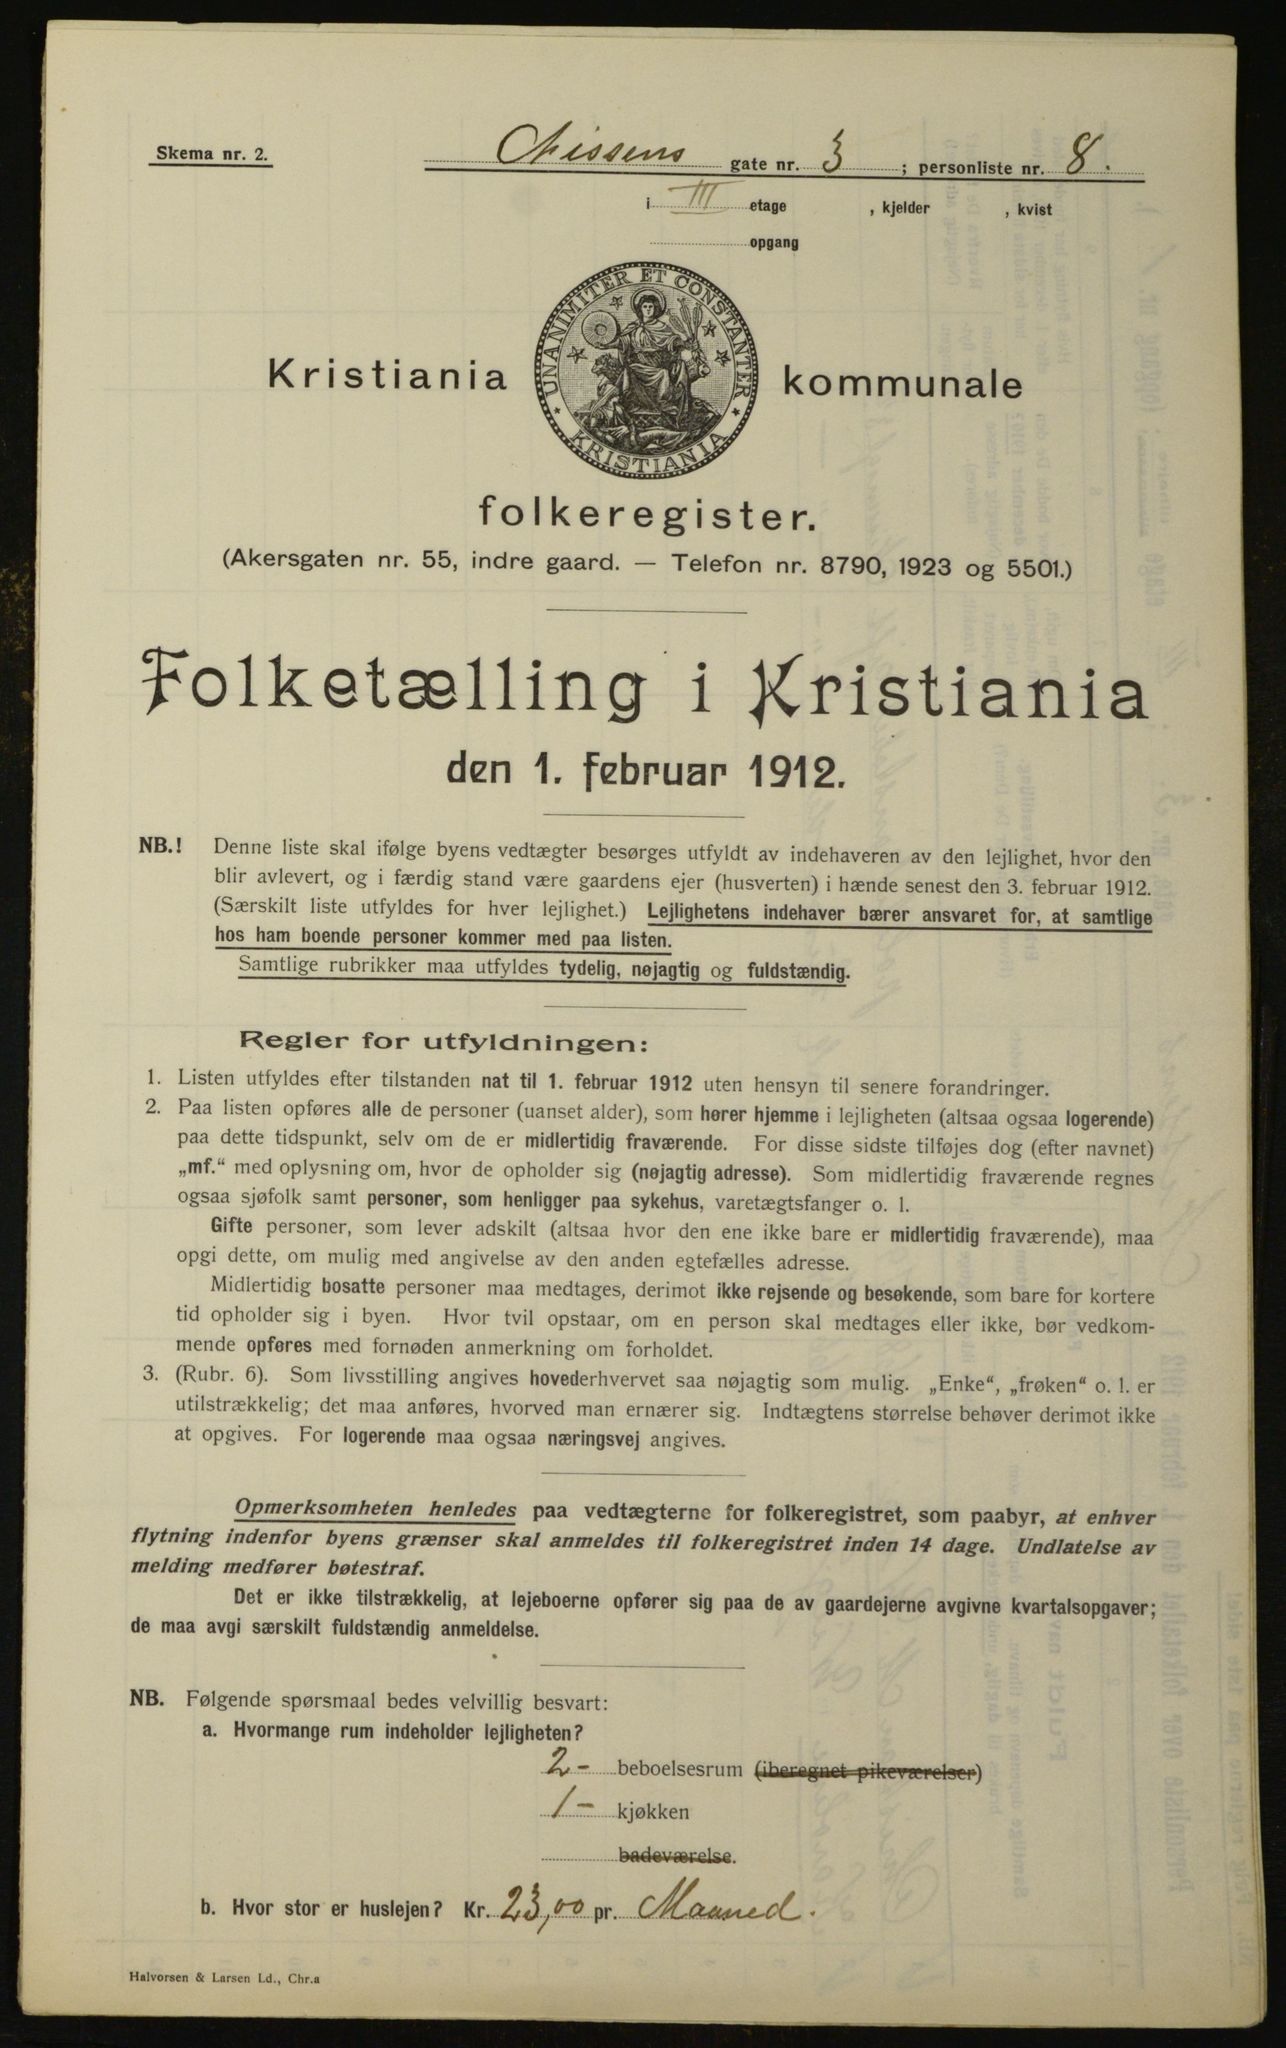 Skema nr. 2.
Nissens gate nr. 3 ; personliste nr. 8.
i III etage , kjelder , kvist
opgang
UNANIMITER ET CONSTANTER
KRISTIANIA
Kristiania kommunale
folkeregister.
(Akersgaten nr. 55, indre gaard. — Telefon nr. 8790, 1923 og 5501.)
Folketælling i Kristiania
den 1. februar 1912.
NB.! Denne liste skal ifølge byens vedtægter besørges utfyldt av indehaveren av den lejlighet, hvor den
blir avlevert, og i færdig stand være gaardens ejer (husverten) i hænde senest den 3. februar 1912.
(Særskilt liste utfyldes for hver lejlighet.) Lejlighetens indehaver bærer ansvaret for, at samtlige
hos ham boende personer kommer med paa listen.
Samtlige rubrikker maa utfyldes tydelig, nøjagtig og fuldstændig.
Regler for utfyldningen:
1. Listen utfyldes efter tilstanden nat til 1. februar 1912 uten hensyn til senere forandringer.
2. Paa listen opføres alle de personer (uanset alder), som hører hjemme i lejligheten (altsaa ogsaa logerende)
paa dette tidspunkt, selv om de er midlertidig fraværende. For disse sidste tilføjes dog (efter navnet)
„mf.“ med oplysning om, hvor de opholder sig (nøjagtig adresse). Som midlertidig fraværende regnes
ogsaa sjøfolk samt personer, som henligger paa sykehus, varetægtsfanger o. l.
Gifte personer, som lever adskilt (altsaa hvor den ene ikke bare er midlertidig fraværende), maa
opgi dette, om mulig med angivelse av den anden egtefælles adresse.
Midlertidig bosatte personer maa medtages, derimot ikke rejsende og besøkende, som bare for kortere
tid opholder sig i byen. Hvor tvil opstaar, om en person skal medtages eller ikke, bør vedkom-
mende opføres med fornøden anmerkning om forholdet.
3. (Rubr. 6). Som livsstilling angives hovederhvervet saa nøjagtig som mulig. „Enke“, „frøken“ o. l. er
utilstrækkelig; det maa anføres, hvorved man ernærer sig. Indtægtens størrelse behøver derimot ikke
at opgives. For logerende maa ogsaa næringsvej angives.
Opmerksomheten henledes paa vedtægterne for folkeregistret, som paabyr, at enhver
flytning indenfor byens grænser skal anmeldes til folkeregistret inden 14 dage. Undlatelse av
melding medfører bøtestraf.
Det er ikke tilstrækkelig, at lejeboerne opfører sig paa de av gaardejerne avgivne kvartalsopgaver;
de maa avgi særskilt fuldstændig anmeldelse.
NB. Følgende spørsmaal bedes velvillig besvart:
a. Hvormange rum indeholder lejligheten?
2- beboelsesrum (iberegnet pikeværelser)
1- kjøkken
badeværelse.
b. Hvor stor er huslejen? Kr. 23,00 pr. Maaned.
Halvorsen & Larsen Ld., Chr.a